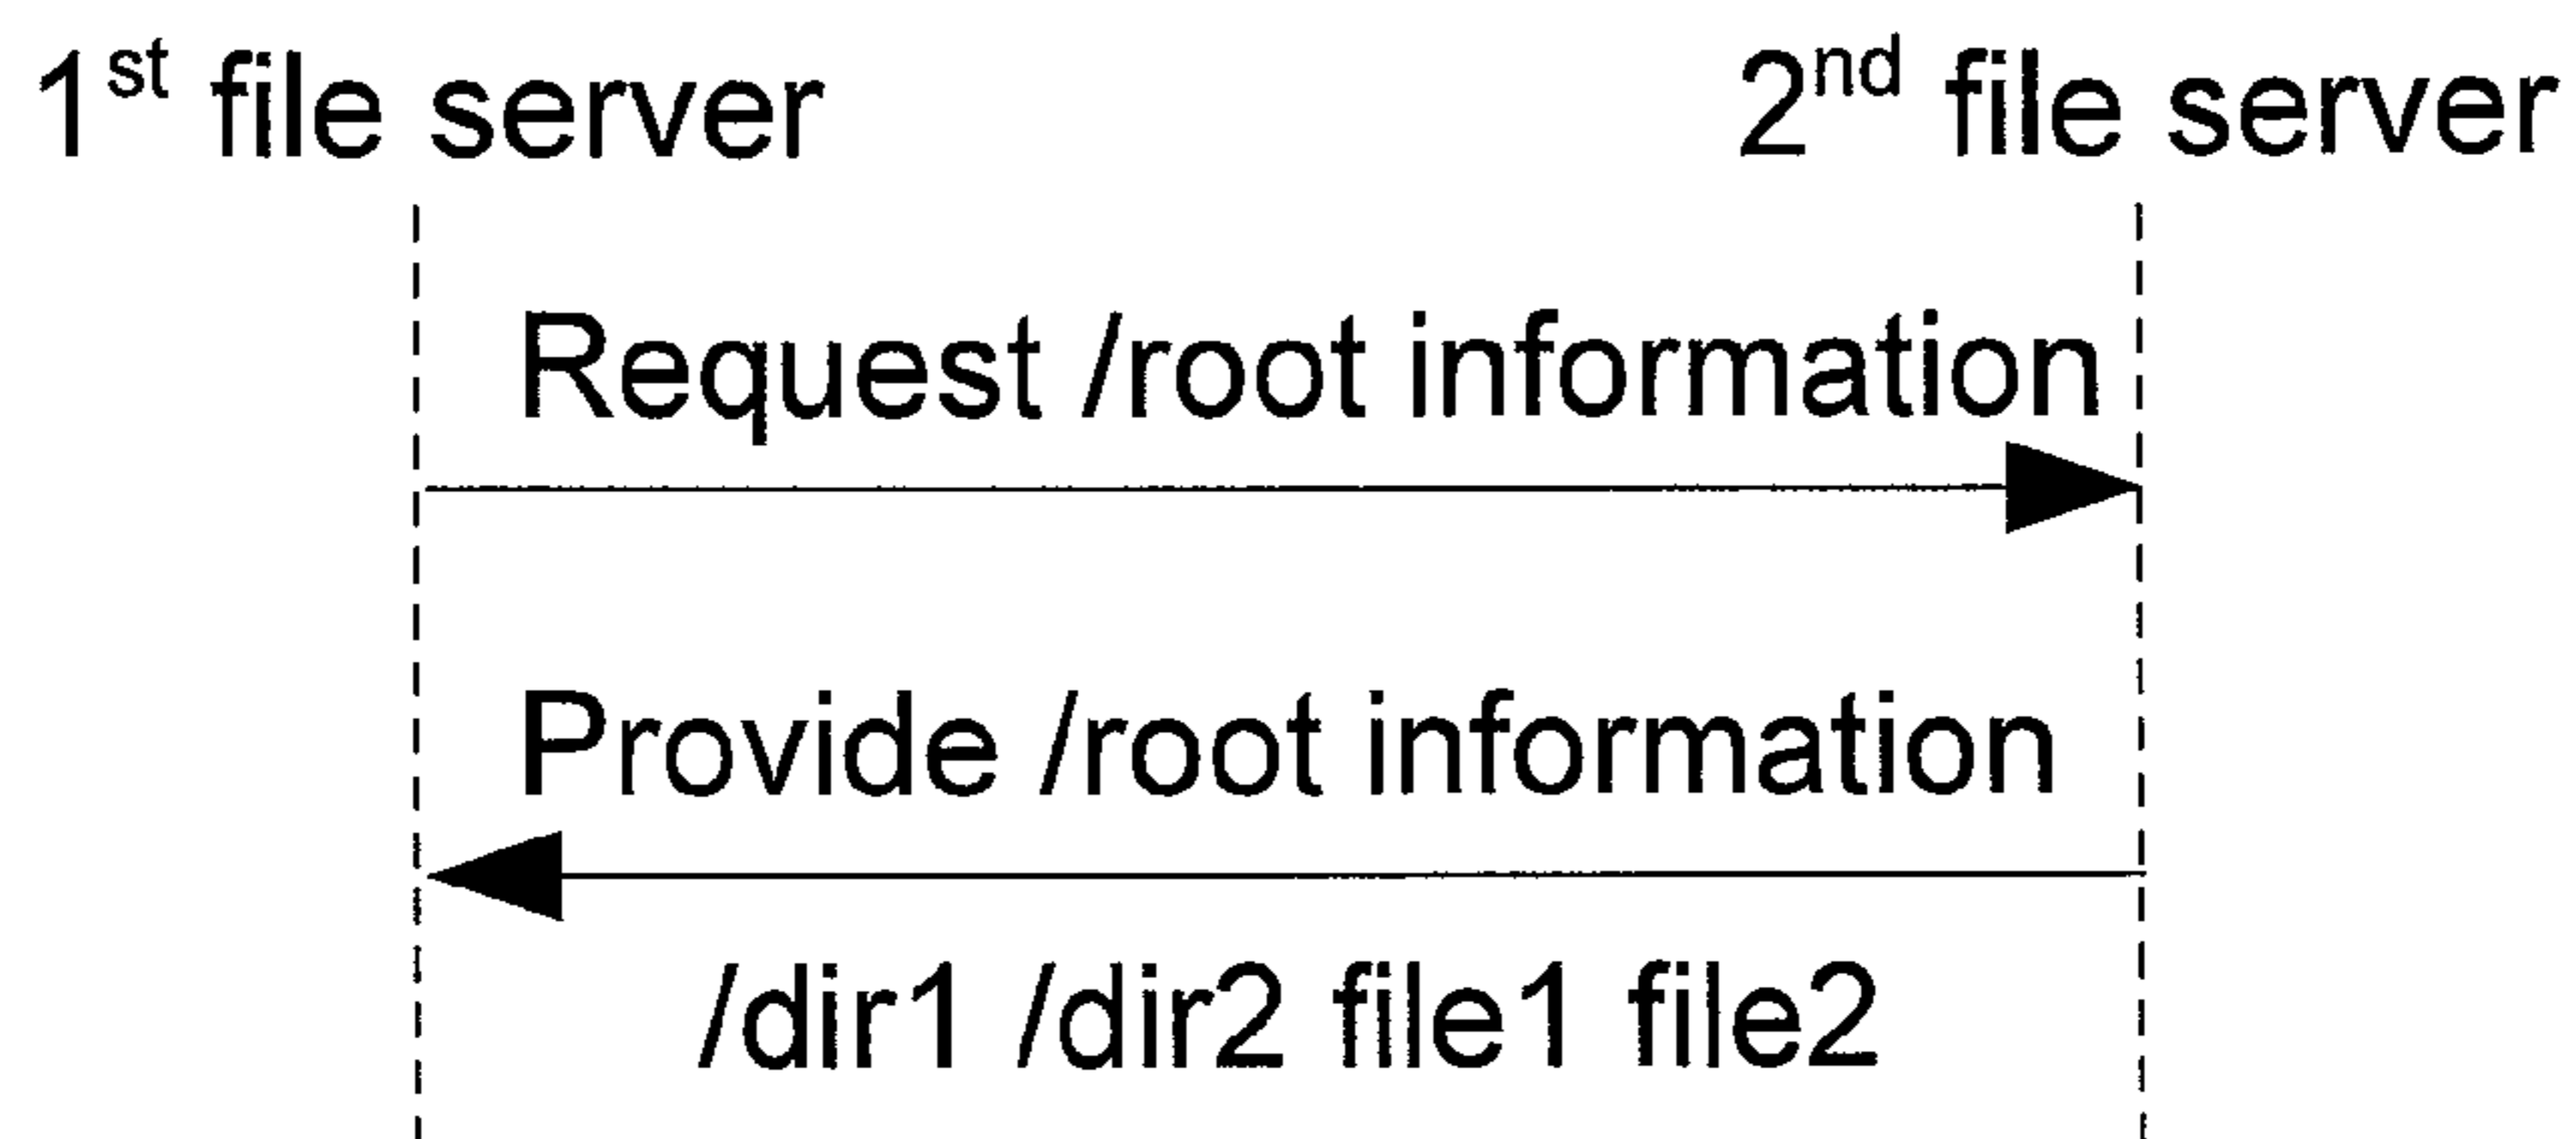 1st file server 2nd file server
Request /root information
Provide /root information
/dir1 /dir2 file1 file2